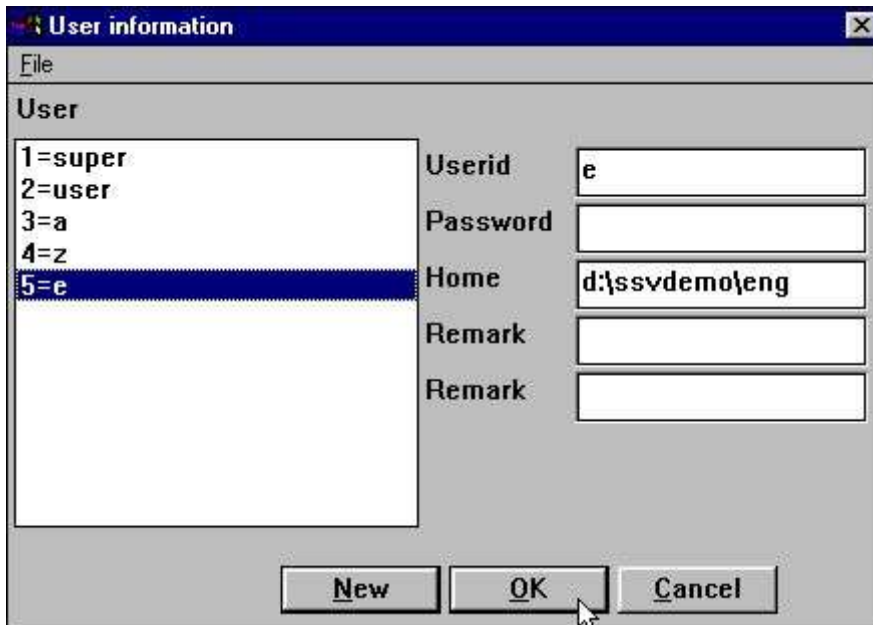 User information
File
User
1=super
2=user
3=a
4=z
5=e
Userid e
Password
Home d:\ssvdemo\eng
Remark
Remark
New OK Cancel